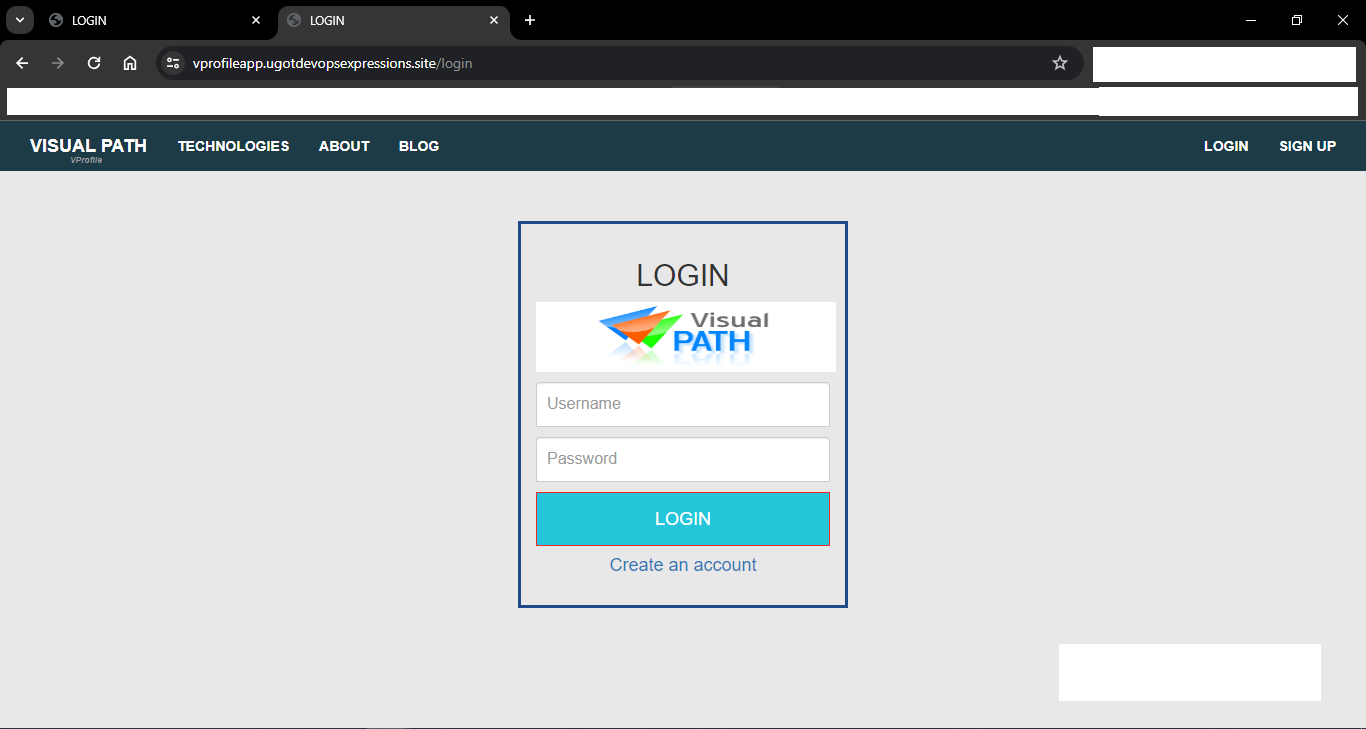 LOGIN
LOGIN
vprofileapp.ugotdevopsexpressions.site/login
VISUAL PATH TECHNOLOGIES ABOUT BLOG LOGIN SIGN UP
VProfile
LOGIN
Visual
PATH
Username
Password
LOGIN
Create an account